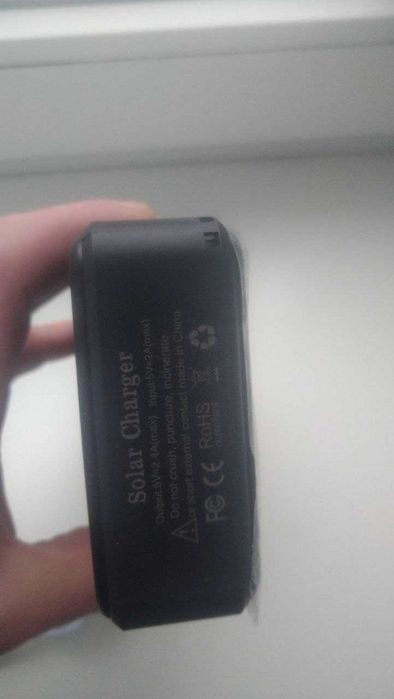 Solar Charger
Output:5V=2.4A(max) Input:5V=2A(max)
Do not crush, puncture, incinerate
or short external contact made in China
FC CE RoHS